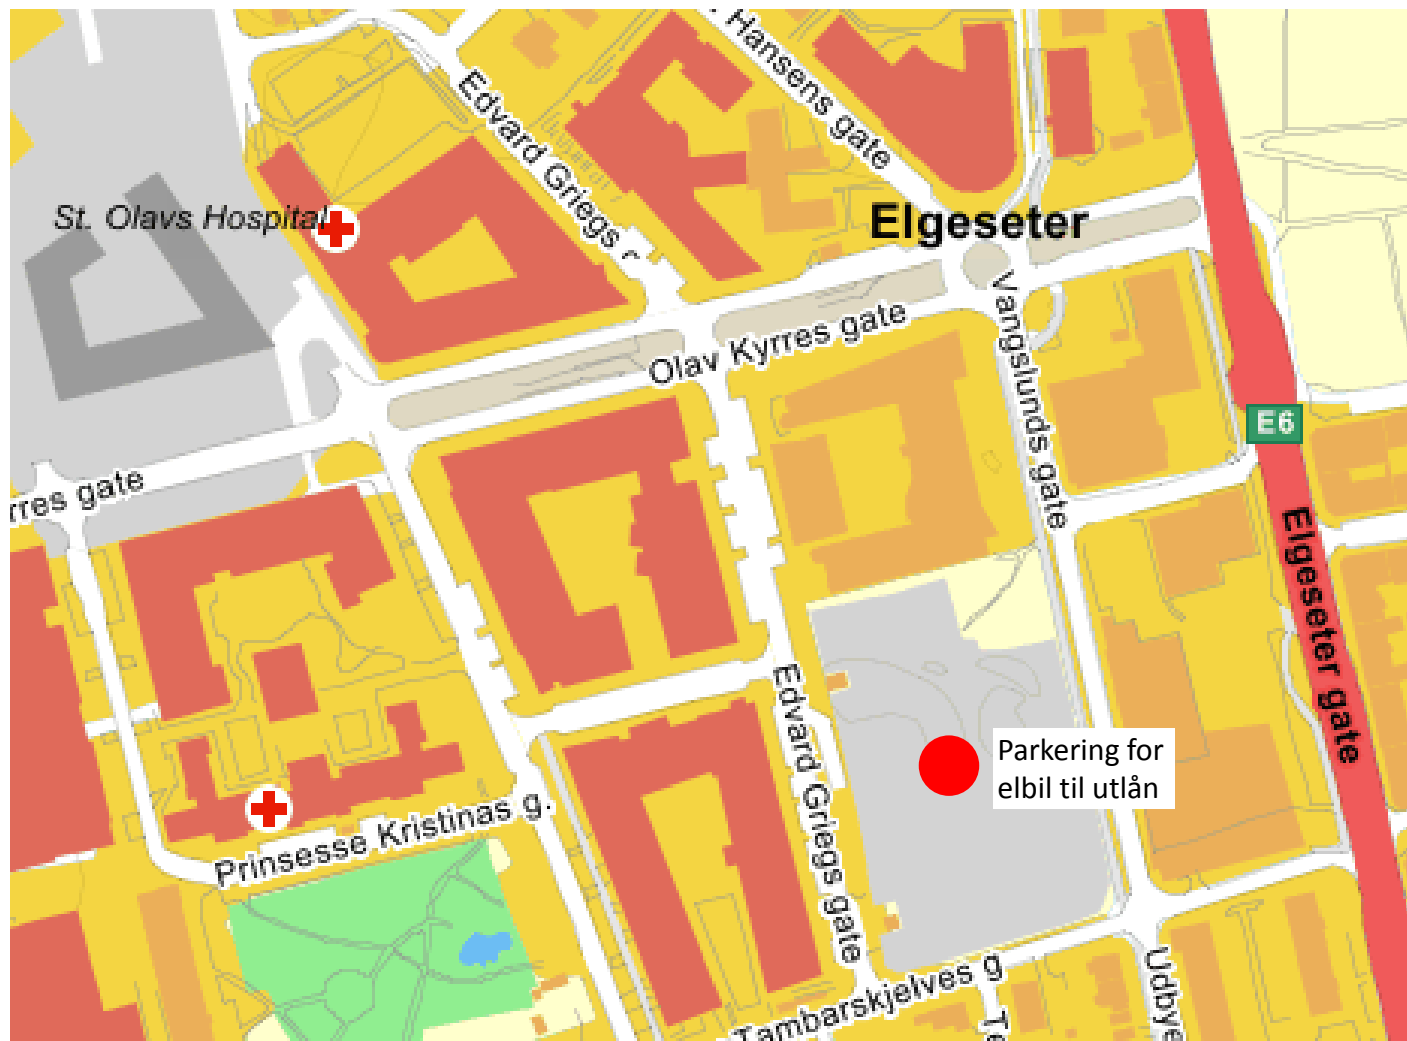 Hansens gate
Edvard Griegs
St. Olavs Hospital
Elgeseter
Vangslunds gate
Olav Kyrres gate
E6
rres gate
Elgeseter gate
Edvard Griegs gate
Parkering for
elbil til utlån
Prinsesse Kristinas g.
Tambarskjelves g
Udbye
Te